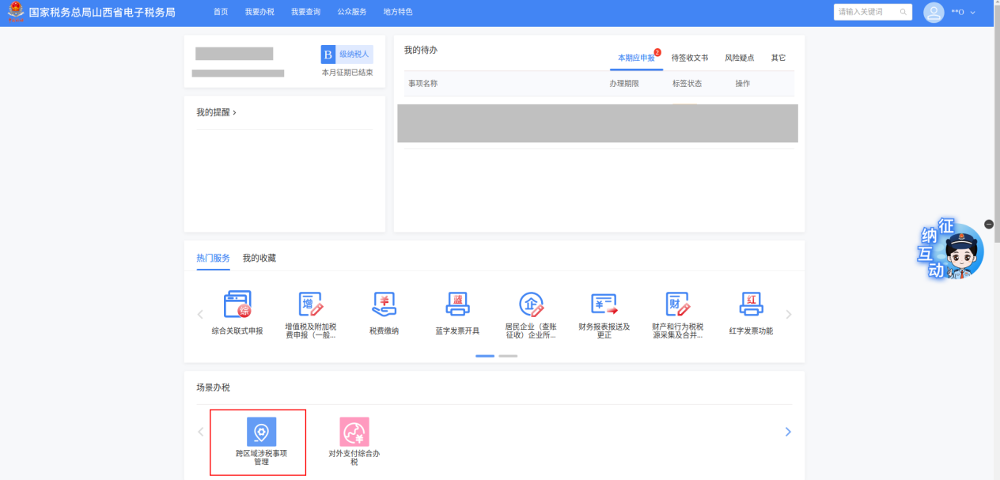 国家税务总局山西省电子税务局
首页 我要办税 我要查询 公众服务 地方特色
请输入关键词
**O
B 级纳税人
本月征期已结束
我的待办
本期应申报 2 待签收文书 风险疑点 其它
事项名称 办理期限 标签状态 操作
我的提醒 >
征
纳
互
动
热门服务 我的收藏
综
综合关联式申报
增
增值税及附加税
费申报（一般...
税费缴纳
蓝
蓝字发票开具
企
居民企业（查账
征收）企业所...
¥
财务报表报送及
更正
财
财产和行为税税
源采集及合并...
红
红字发票功能
场景办税
跨区域涉税事项
管理
¥
对外支付综合办
税